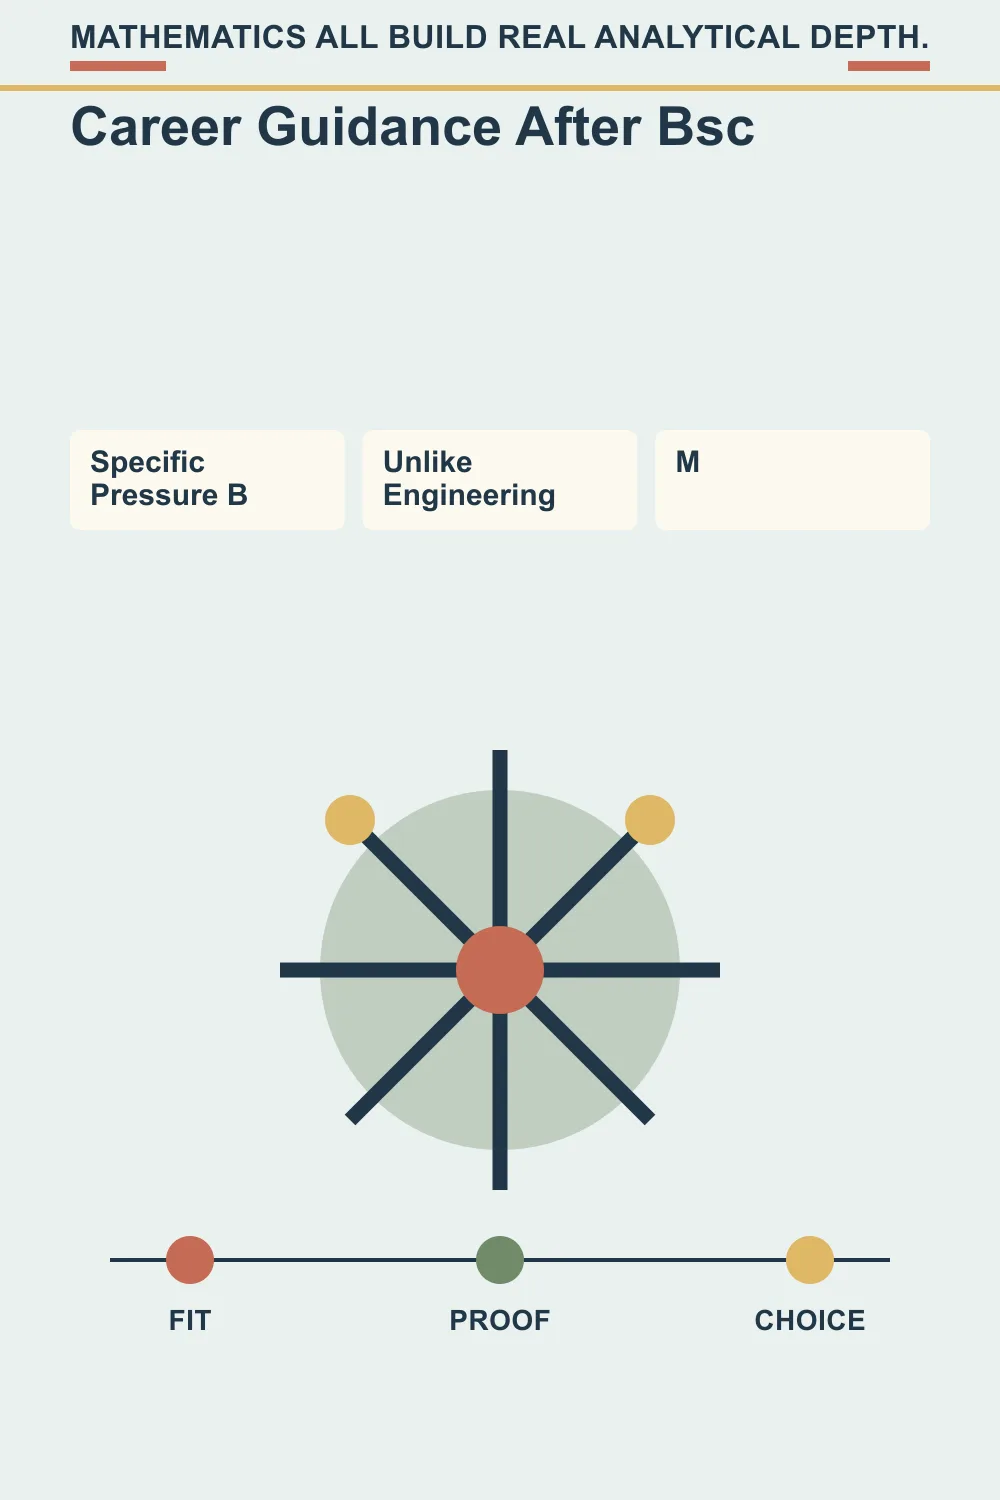 MATHEMATICS ALL BUILD REAL ANALYTICAL DEPTH.
Career Guidance After Bsc
Specific
Pressure B
Unlike
Engineering
M
FIT
PROOF
CHOICE